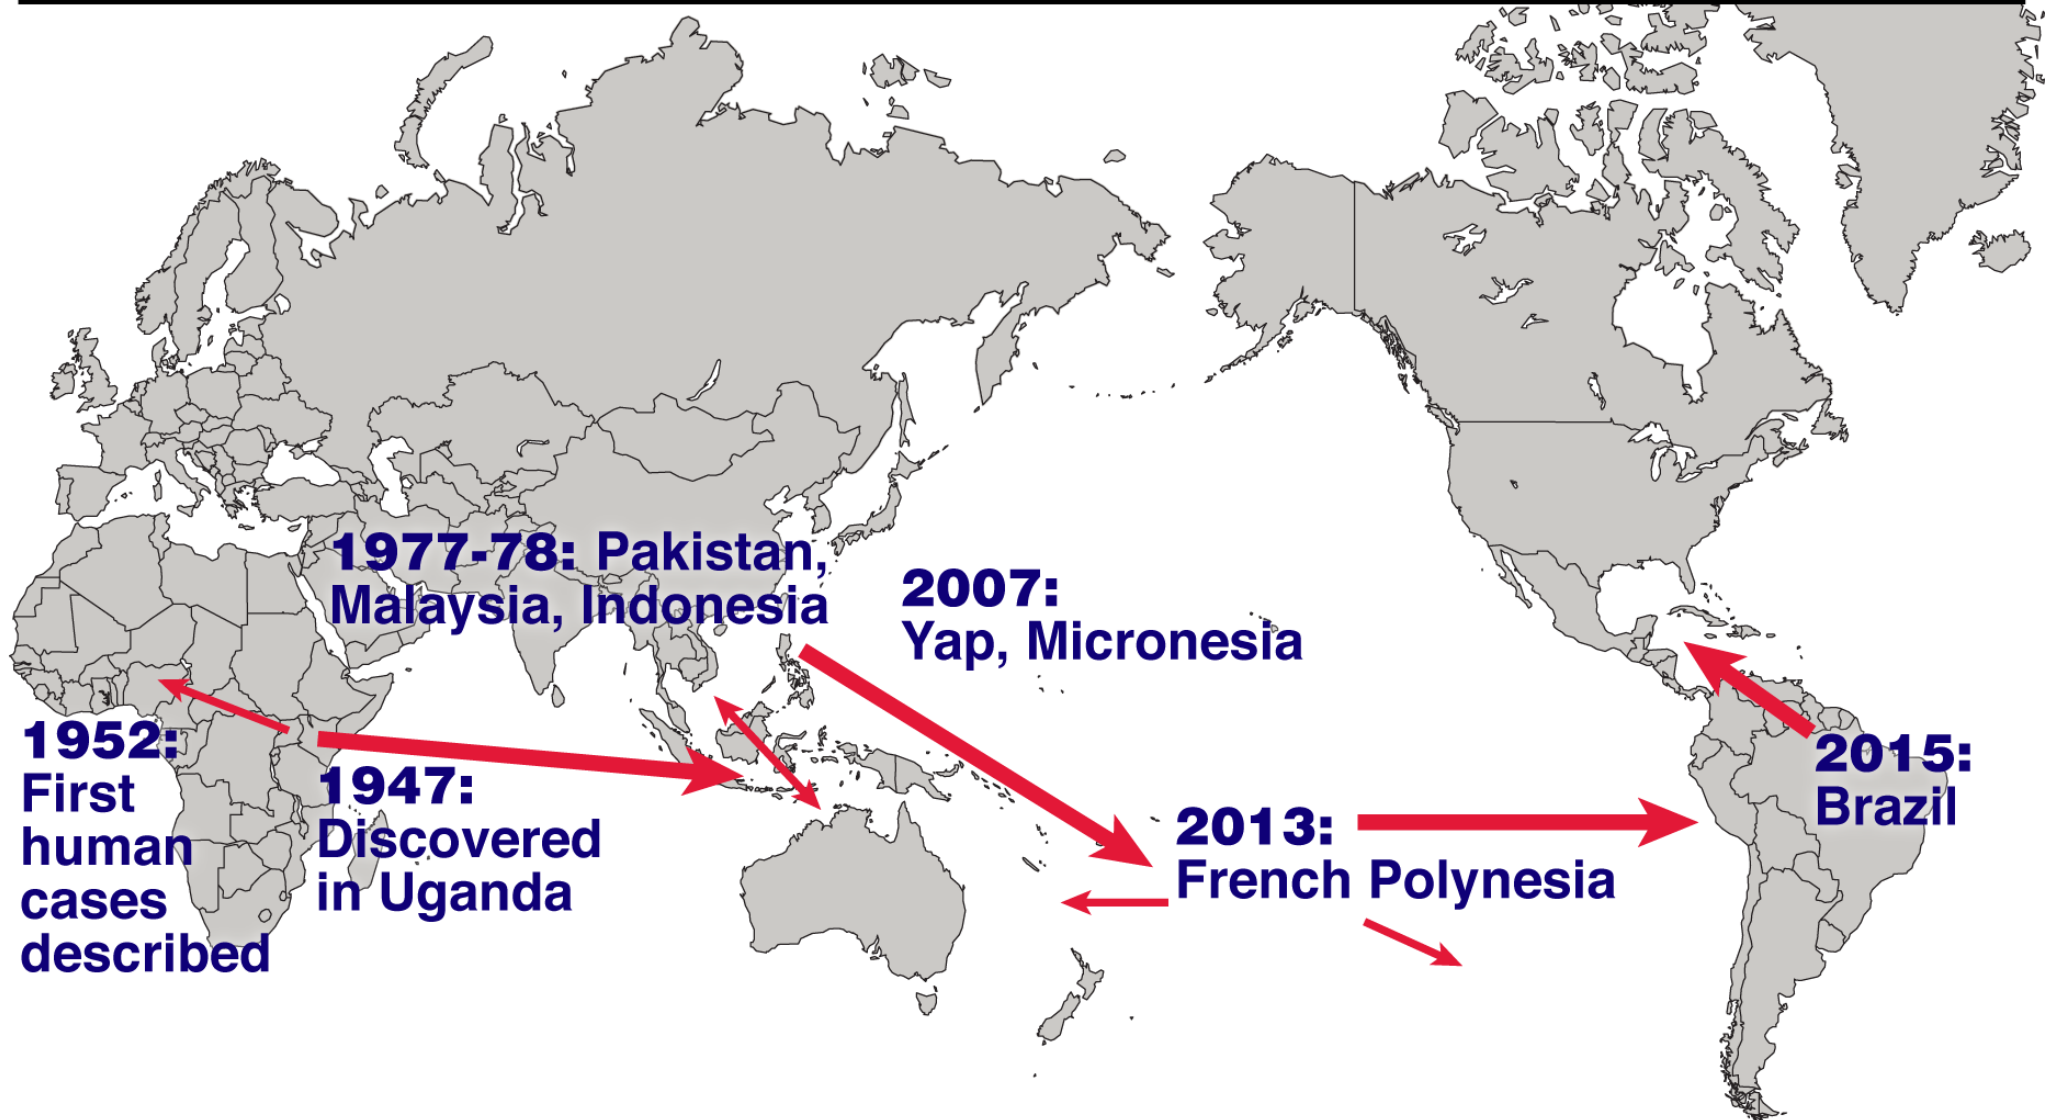 1977-78: Pakistan,
Malaysia, Indonesia
2007:
Yap, Micronesia
1952:
First
human
cases
described
1947:
Discovered
in Uganda
2013:
French Polynesia
2015:
Brazil